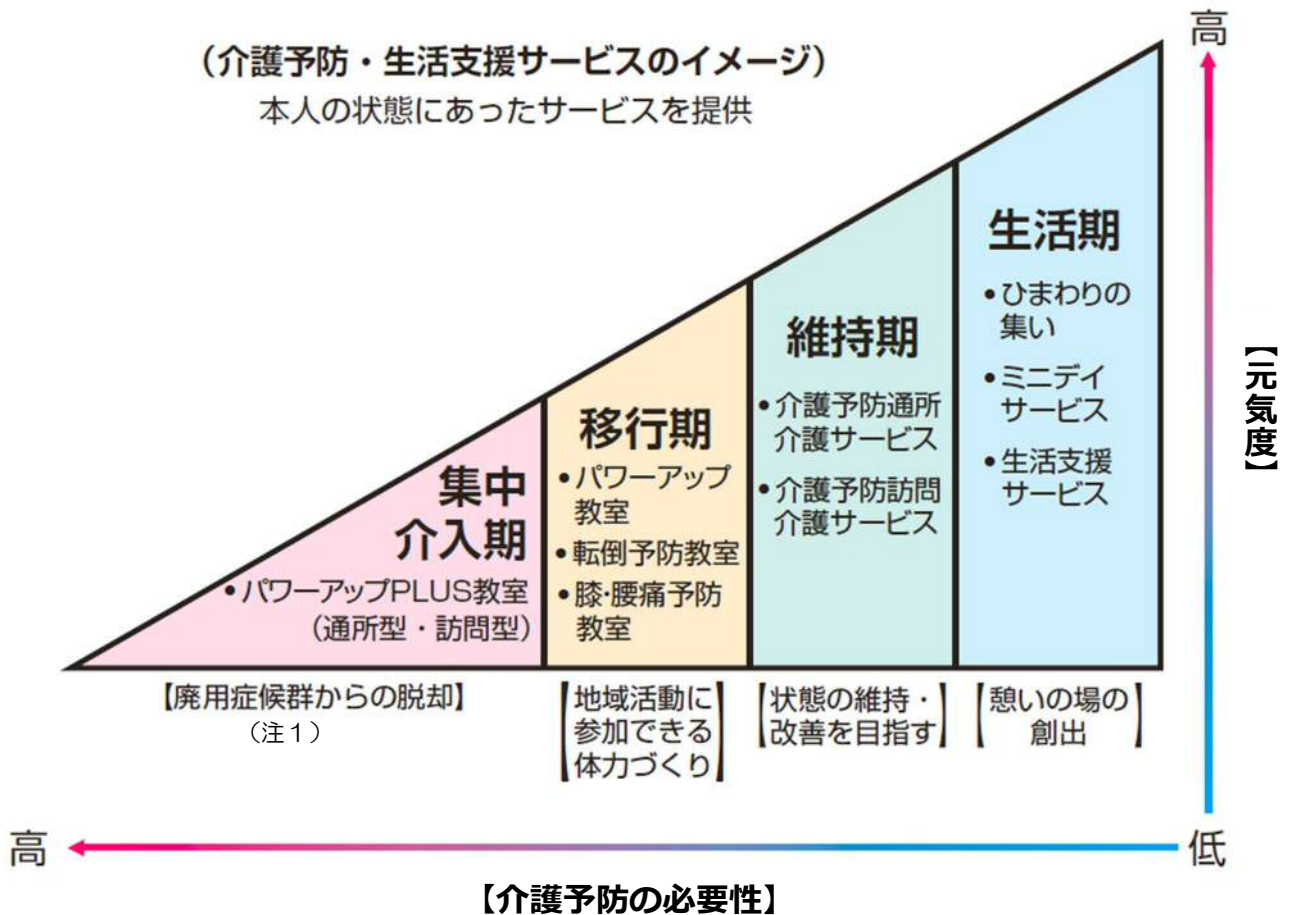 （介護予防・生活支援サービスのイメージ）
本人の状態にあったサービスを提供
高
【元気度】
集中
介入期
•パワーアップPLUS教室
（通所型・訪問型）
移行期
•パワーアップ
教室
•転倒予防教室
•膝・腰痛予防
教室
維持期
•介護予防通所
介護サービス
•介護予防訪問
介護サービス
生活期
•ひまわりの
集い
•ミニデイ
サービス
•生活支援
サービス
【廃用症候群からの脱却】
（注１）
【地域活動に
参加できる
体力づくり】
【状態の維持・
改善を目指す】
【憩いの場の
創出】
高
低
【介護予防の必要性】